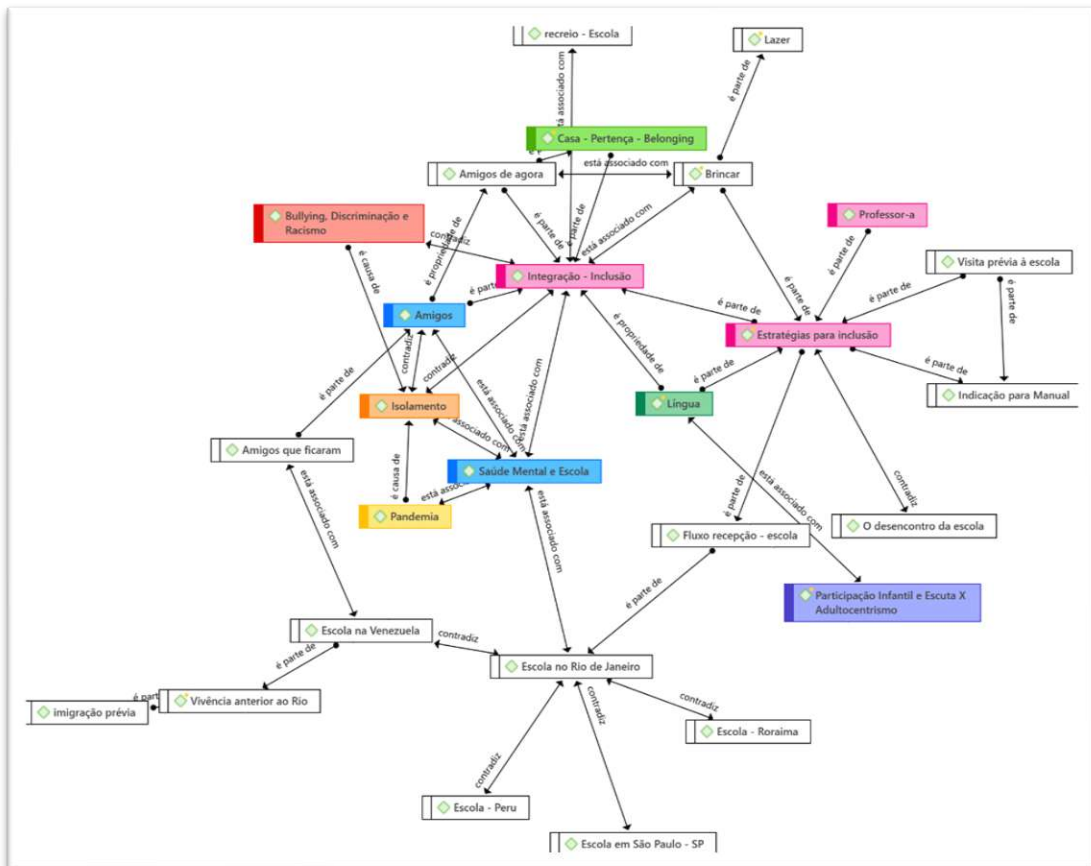 recreio - Escola
Lazer
é parte de
está associado com
Casa - Pertença - Belonging
está associado com
Amigos de agora
Brincar
Bullying, Discriminação e
Racismo
Professor-a
contradiz
é propriedade de
é parte de
é parte de
está associado com
é parte de
Visita prévia à escola
é causa de
Integração - Inclusão
é parte de
é parte de
é parte de
é parte de
Amigos
é parte de
Estratégias para inclusão
contradiz
contradiz
é propriedade de
é parte de
é parte de
Indicação para Manual
é parte de
Isolamento
Língua
está associado com
está associado com
associado com
Amigos que ficaram
Saúde Mental e Escola
é causa de
Pandemia
está associado com
está associado com
é parte de
contradiz
está associado com
Fluxo recepção - escola
O desencontro da escola
é parte de
Participação Infantil e Escuta X
Adultocentrismo
Escola na Venezuela
contradiz
é parte de
Escola no Rio de Janeiro
Vivência anterior ao Rio
imigração prévia
contradiz
contradiz
contradiz
Escola - Roraima
Escola - Peru
Escola em São Paulo - SP